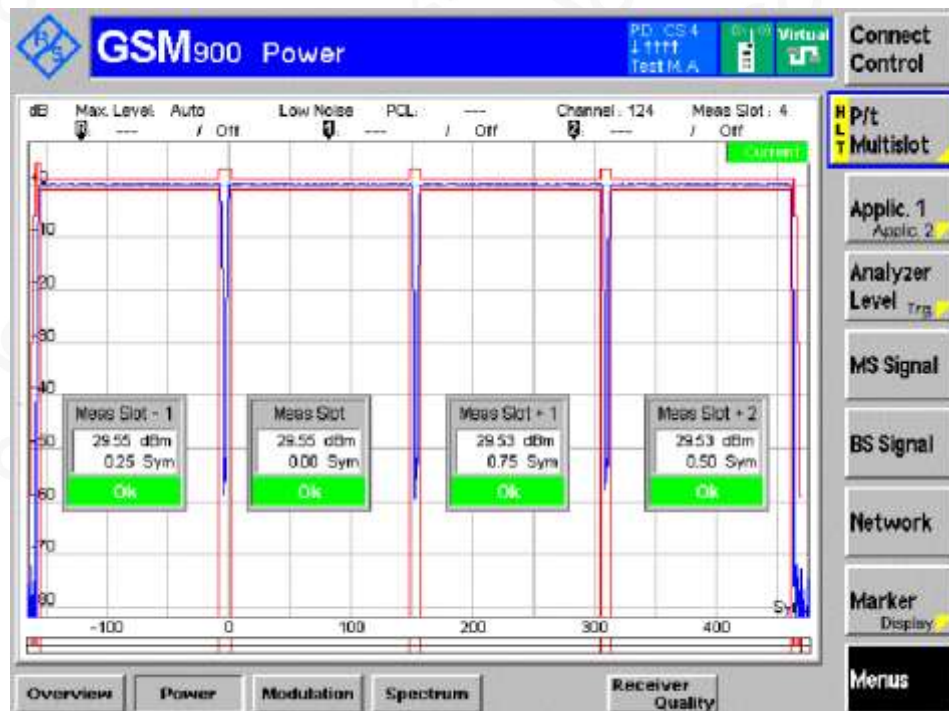 R S
GSM900 Power
PD CS 4
↓↑↑↑↑
Test M. A.
Virtual
Connect
Control
dB Max. Level: Auto Low Noise PCL: --- Channel: 124 Meas Slot: 4
--- / Off --- / Off 2 --- / Off
Current
HLT
P/t
Multislot
Applic. 1
Applic. 2
Analyzer
Level Trg.
MS Signal
BS Signal
Network
Marker
Display
Menus
-10
-20
-30
-40
-50
-60
-70
Meas Slot - 1
29.55 dBm
0.25 Sym
Ok
Meas Slot
29.55 dBm
0.00 Sym
Ok
Meas Slot + 1
29.53 dBm
0.75 Sym
Ok
Meas Slot + 2
29.53 dBm
0.50 Sym
Ok
-100 0 100 200 300 400
Overview Power Modulation Spectrum Receiver
Quality